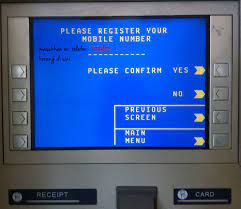 PLEASE REGISTER YOUR
MOBILE NUMBER
PLEASE CONFIRM YES
NO
PREVIOUS
SCREEN
MAIN
MENU
RECEIPT
CARD